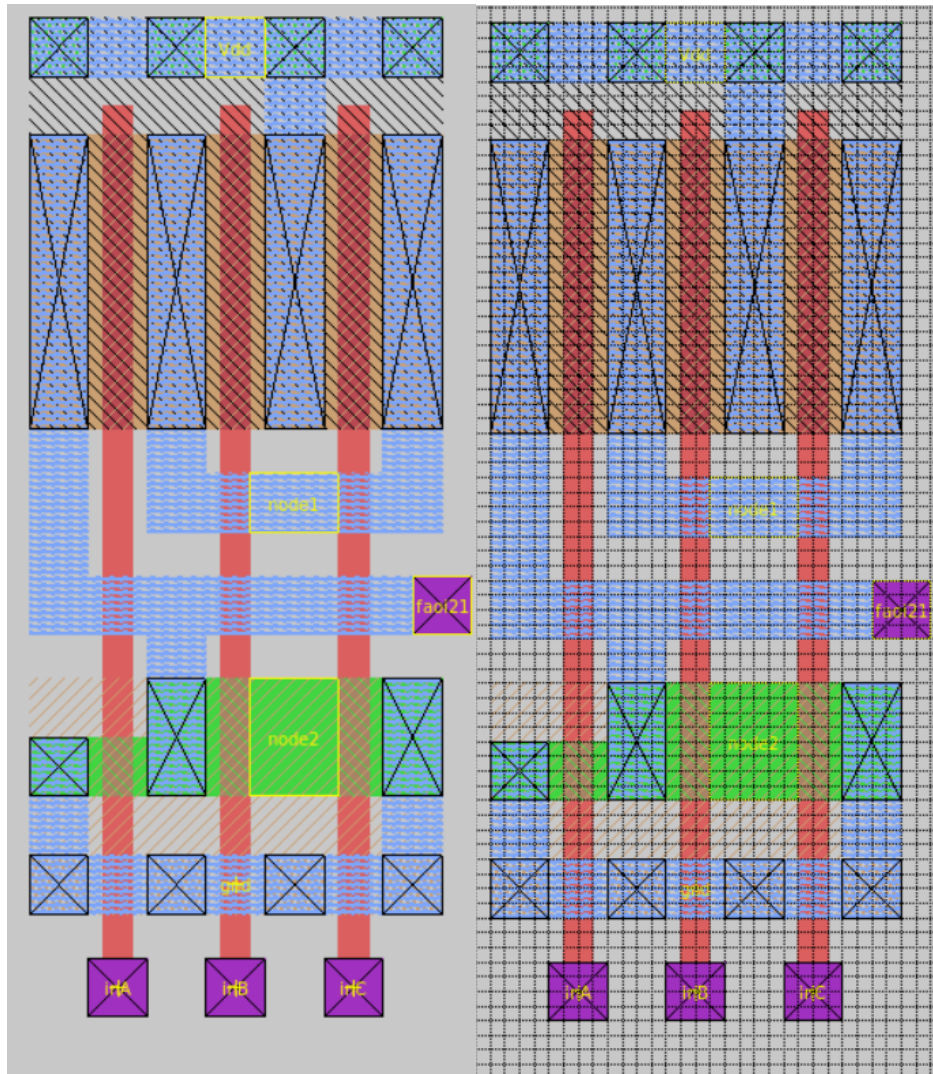 Vdd Vdd
node1 node1
faoi21 faoi21
node2 node2
gnd gnd
inA inB inC inA inB inC